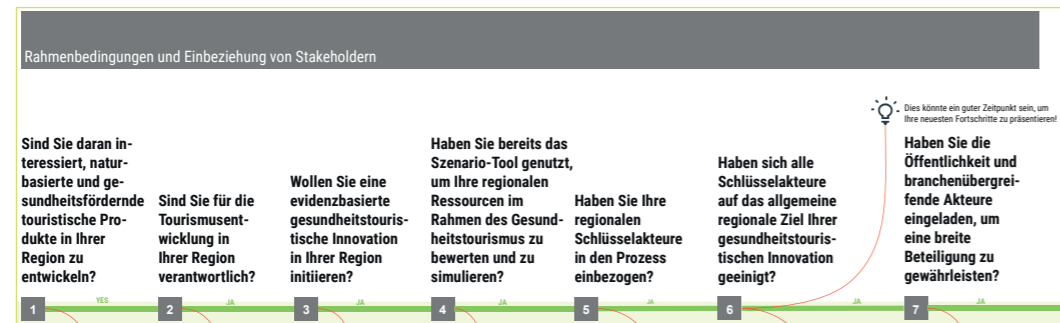 Rahmenbedingungen und Einbeziehung von Stakeholdern
Dies könnte ein guter Zeitpunkt sein, um
Ihre neuesten Fortschritte zu präsentieren!
Sind Sie daran in-
teressiert, natur-
basierte und ge-
sundheitsfördernde
touristische Pro-
dukte in Ihrer
Region zu
entwickeln?
Sind Sie für die
Tourismusent-
wicklung in
Ihrer Region
verantwortlich?
Wollen Sie eine
evidenzbasierte
gesundheitstouris-
tische Innovation
in Ihrer Region
initiieren?
Haben Sie bereits das
Szenario-Tool genutzt,
um Ihre regionalen
Ressourcen im
Rahmen des Gesund-
heitstourismus zu
bewerten und zu
simulieren?
Haben Sie Ihre
regionalen
Schlüsselakteure
in den Prozess
einbezogen?
Haben sich alle
Schlüsselakteure
auf das allgemeine
regionale Ziel Ihrer
gesundheitstouris-
tischen Innovation
geeinigt?
Haben Sie die
Öffentlichkeit und
branchenübergrei-
fende Akteure
eingeladen, um
eine breite
Beteiligung zu
gewährleisten?
1 YES 2 JA 3 JA 4 JA 5 JA 6 JA 7 JA